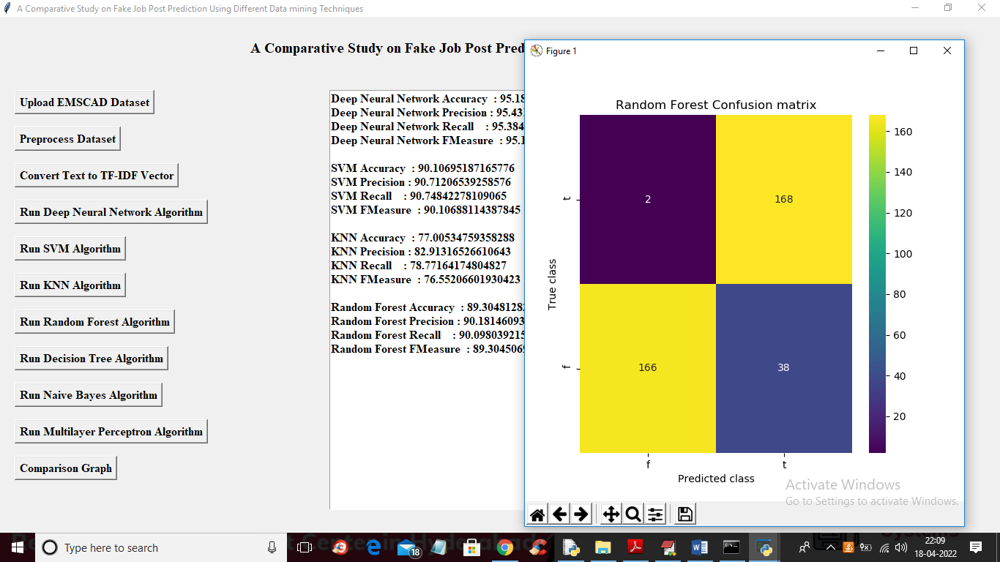 A Comparative Study on Fake Job Post Prediction Using Different Data mining Techniques
A Comparative Study on Fake Job Post Pred
Upload EMSCAD Dataset
Preprocess Dataset
Convert Text to TF-IDF Vector
Run Deep Neural Network Algorithm
Run SVM Algorithm
Run KNN Algorithm
Run Random Forest Algorithm
Run Decision Tree Algorithm
Run Naive Bayes Algorithm
Run Multilayer Perceptron Algorithm
Comparison Graph
Deep Neural Network Accuracy : 95.18
Deep Neural Network Precision : 95.431
Deep Neural Network Recall : 95.384
Deep Neural Network FMeasure : 95.1
SVM Accuracy : 90.10695187165776
SVM Precision : 90.71206539258576
SVM Recall : 90.74842278109065
SVM FMeasure : 90.10688114387845
KNN Accuracy : 77.00534759358288
KNN Precision : 82.91316526610643
KNN Recall : 78.77164174804827
KNN FMeasure : 76.55206601930423
Random Forest Accuracy : 89.3048128
Random Forest Precision : 90.18146093
Random Forest Recall : 90.098039215
Random Forest FMeasure : 89.3045069
Figure 1
Random Forest Confusion matrix
2
168
166
38
t
f
True class
f
t
Predicted class
160
140
120
100
80
60
40
20
Activate Windows
Go to Settings to activate Windows.
Type here to search
18
22:09
18-04-2022